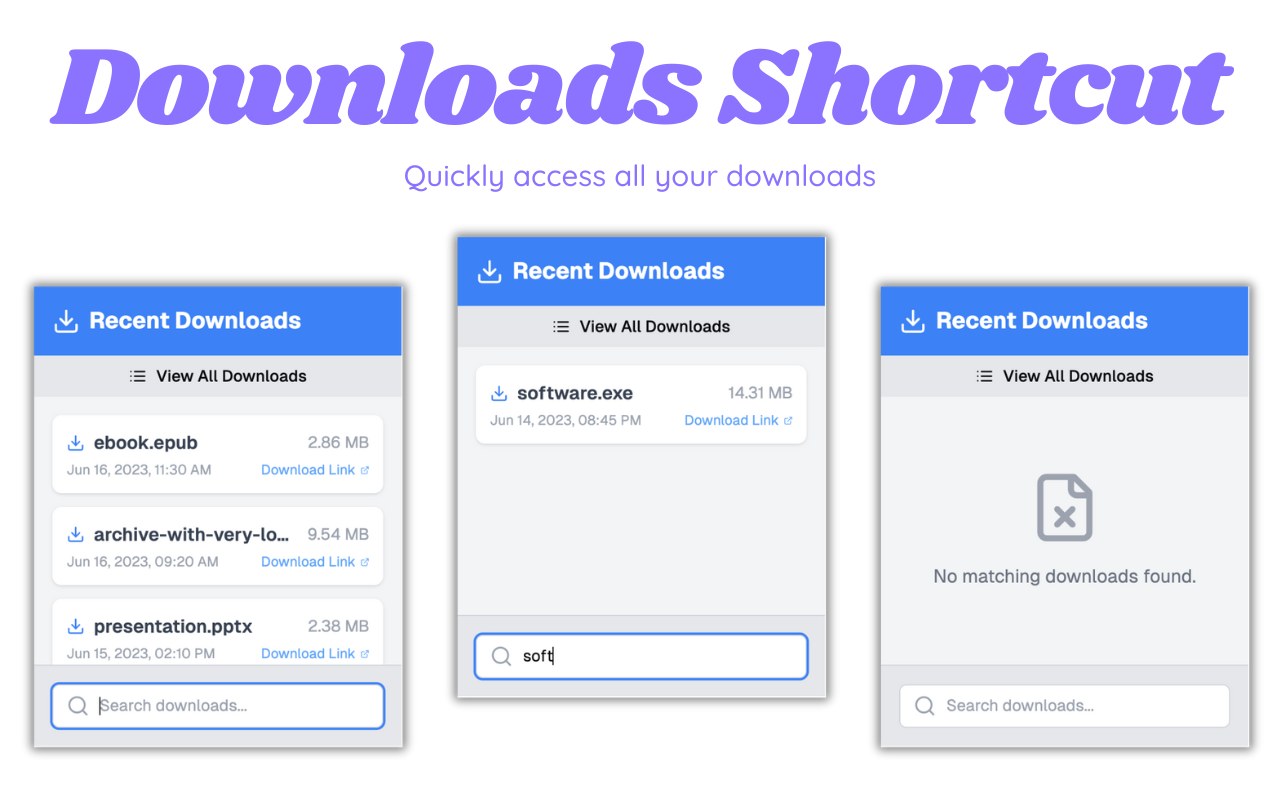 Downloads Shortcut
Quickly access all your downloads
Recent Downloads
View All Downloads
ebook.epub 2.86 MB
Jun 16, 2023, 11:30 AM Download Link
archive-with-very-lo... 9.54 MB
Jun 16, 2023, 09:20 AM Download Link
presentation.pptx 2.38 MB
Jun 15, 2023, 02:10 PM Download Link
Search downloads...
Recent Downloads
View All Downloads
software.exe 14.31 MB
Jun 14, 2023, 08:45 PM Download Link
soft
Recent Downloads
View All Downloads
No matching downloads found.
Search downloads...